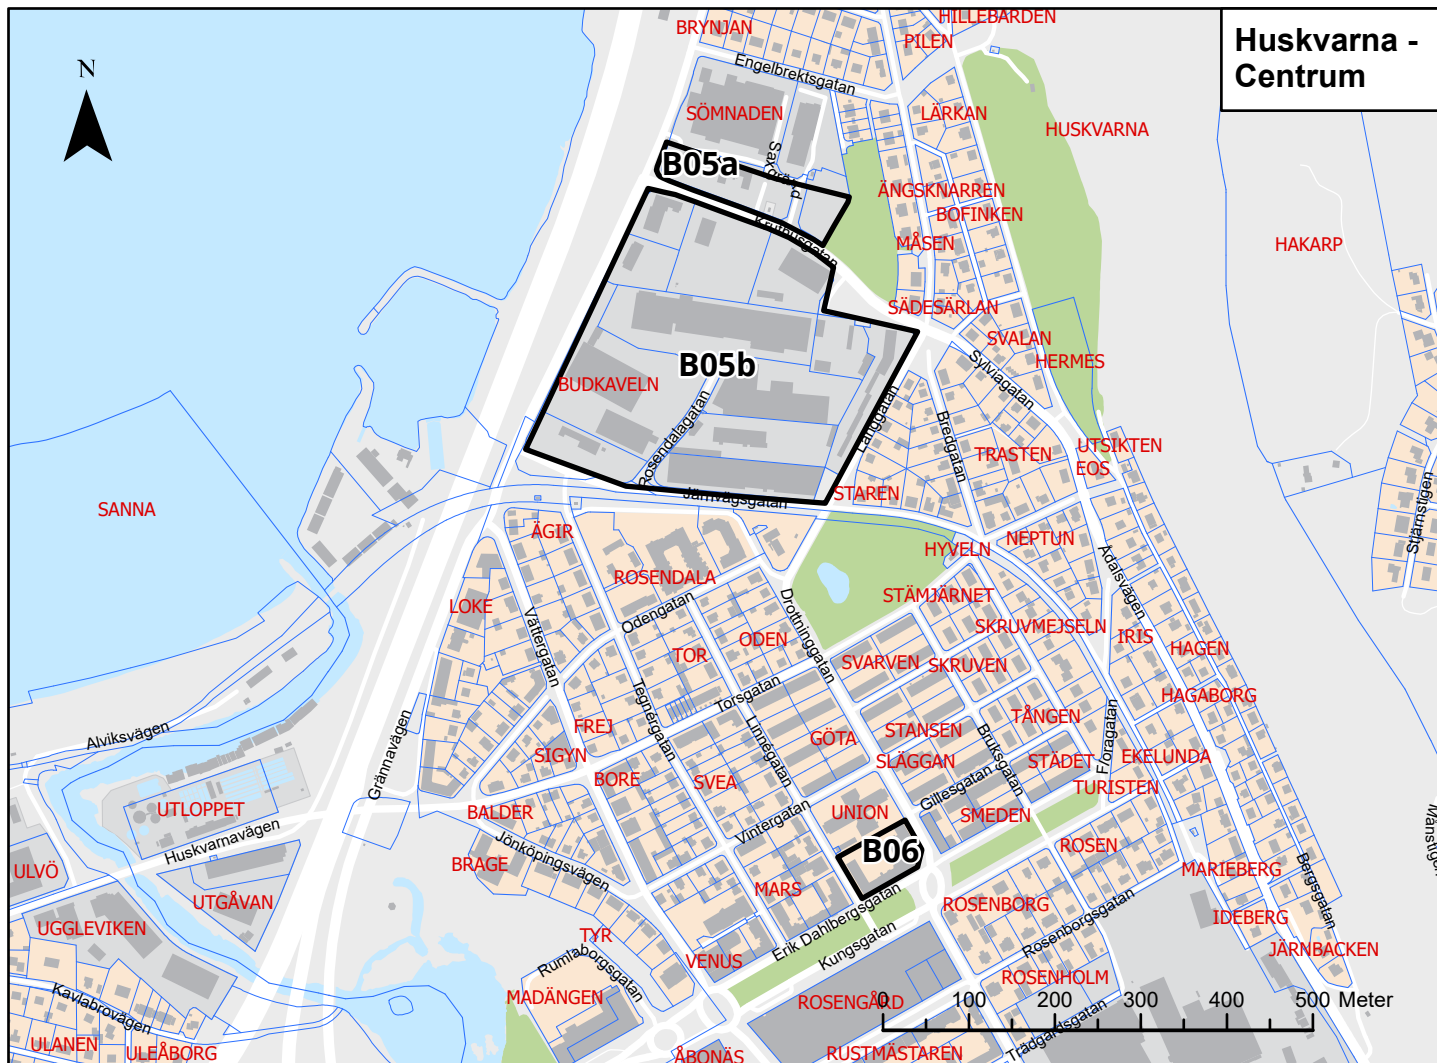 HILLEBARDEN
BRYNJAN
PILEN
Huskvarna -
Centrum
N
Engelbrektsgatan
SÖMNADEN
LÄRKAN
HUSKVARNA
B05a
ÄNGSKNARREN
BOFINKEN
MÅSEN
HAKARP
Kruthusgatan
SÄDESÄRLAN
SVALAN
HERMES
B05b
BUDKAVELN
Sylviagatan
Rosendalagatan
Långgatan
Bredgatan
TRASTEN
UTSIKTEN
EOS
STAREN
Järnvägsgatan
SANNA
Stjärnstigen
ÄGIR
HYVELN
NEPTUN
Ådalsvägen
ROSENDALA
LOKE
Vättergatan
Odengatan
Drottninggatan
STÄMJÄRNET
SKRUVMEJSELN
ODEN
IRIS
HAGEN
TOR
SVARVEN
SKRUVEN
Tegnérgatan
Torsgatan
HAGABORG
Linnégatan
Alviksvägen
Grännavägen
FREJ
SIGYN
GÖTA
STANSEN
Bruksgatan
TÅNGEN
Floragatan
SLÄGGAN
STÄDET
EKELUNDA
BORE
SVEA
Gillesgatan
TURISTEN
UTLOPPET
BALDER
Vintergatan
UNION
SMEDEN
Huskvarnavägen
Jönköpingsvägen
B06
ROSEN
BRAGE
MARIEBERG
Bergsgatan
ULVÖ
UTGÅVAN
MARS
ROSENBORG
Rosenborgsgatan
IDEBERG
UGGLEVIKEN
TYR
Erik Dahlbergsgatan
Kungsgatan
JÄRNBACKEN
VENUS
Rumlaborgsgatan
ROSENHOLM
MADÄNGEN
ROSENGÅRD
0 100 200 300 400 500 Meter
Kavlabrovägen
Trädgårdsgatan
ULANEN
ULEÅBORG
ÅBONÄS
RUSTMÄSTAREN